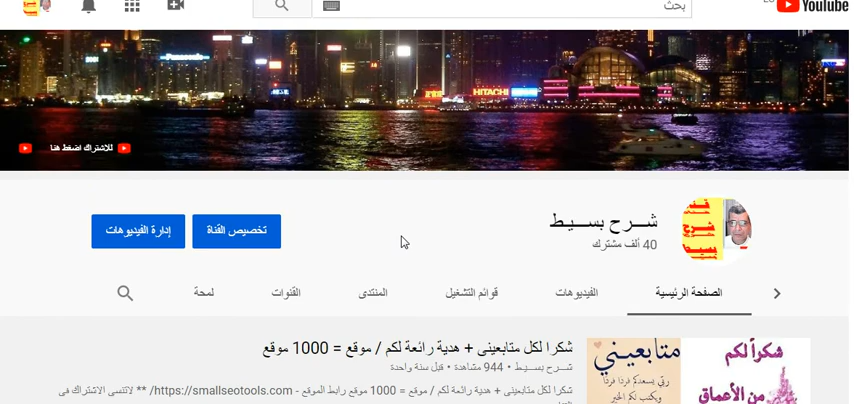 بحث
YouTube
Panasonic
HITACHI
للاشتراك اضغط هنا
شـــرح بســـيـط
40 ألف مشترك
تخصيص القناة
إدارة الفيديوهات
الصفحة الرئيسية
الفيديوهات
قوائم التشغيل
المنتدى
القنوات
لمحة
شكرا لكل متابعينى + هدية رائعة لكم / موقع = 1000 موقع
شـــرح بســـيـط • 944 مشاهدة • قبل سنة واحدة
شكرا لكل متابعينى + هدية رائعة لكم / موقع = 1000 موقع رابط الموقع - https://smallseotools.com/ ** لاتنسى الاشتراك فى
شكراً لكم
من الأعماق
متابعيني